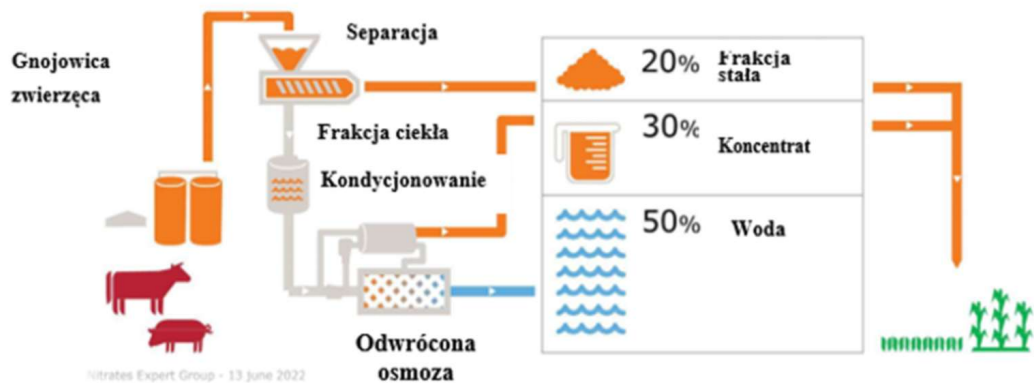 Gnojowica
zwierzęca
Separacja
Frakcja ciekła
Kondycjonowanie
Odwrócona
osmoza
20% Frakcja
stała
30% Koncentrat
50% Woda
Nitrates Expert Group - 13 June 2022